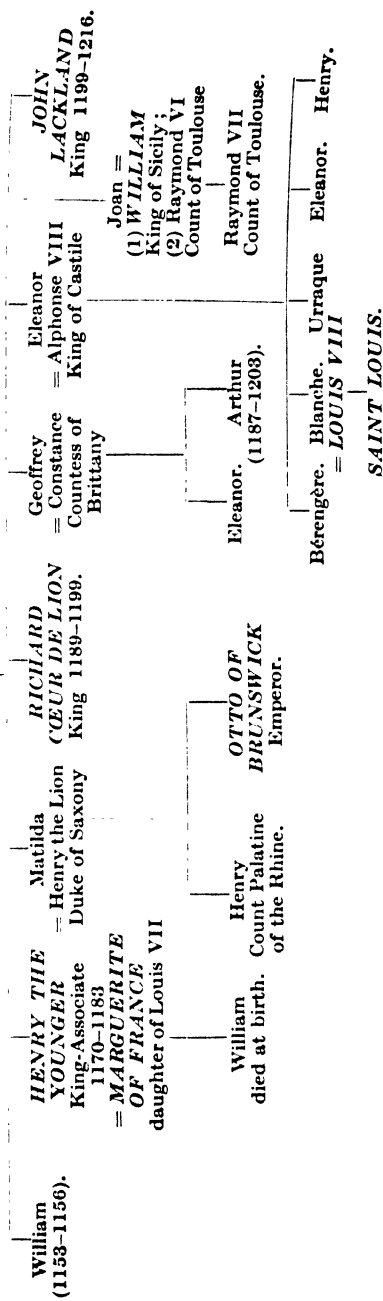 William
(1153–1156).
HENRY THE
YOUNGER
King-Associate
1170–1183
= MARGUERITE
OF FRANCE
daughter of Louis VII
William
died at birth.
Matilda
= Henry the Lion
Duke of Saxony
Henry
Count Palatine
of the Rhine.
OTTO OF
BRUNSWICK
Emperor.
RICHARD
CŒUR DE LION
King 1189–1199.
Geoffrey
= Constance
Countess of
Brittany
Eleanor.
Arthur
(1187–1203).
Eleanor
= Alphonse VIII
King of Castile
Bérengère.
Blanche.
= LOUIS VIII
SAINT LOUIS.
Urraque
Eleanor.
Henry.
Joan =
(1) WILLIAM
King of Sicily;
(2) Raymond VI
Count of Toulouse
Raymond VII
Count of Toulouse.
JOHN
LACKLAND
King 1199–1216.